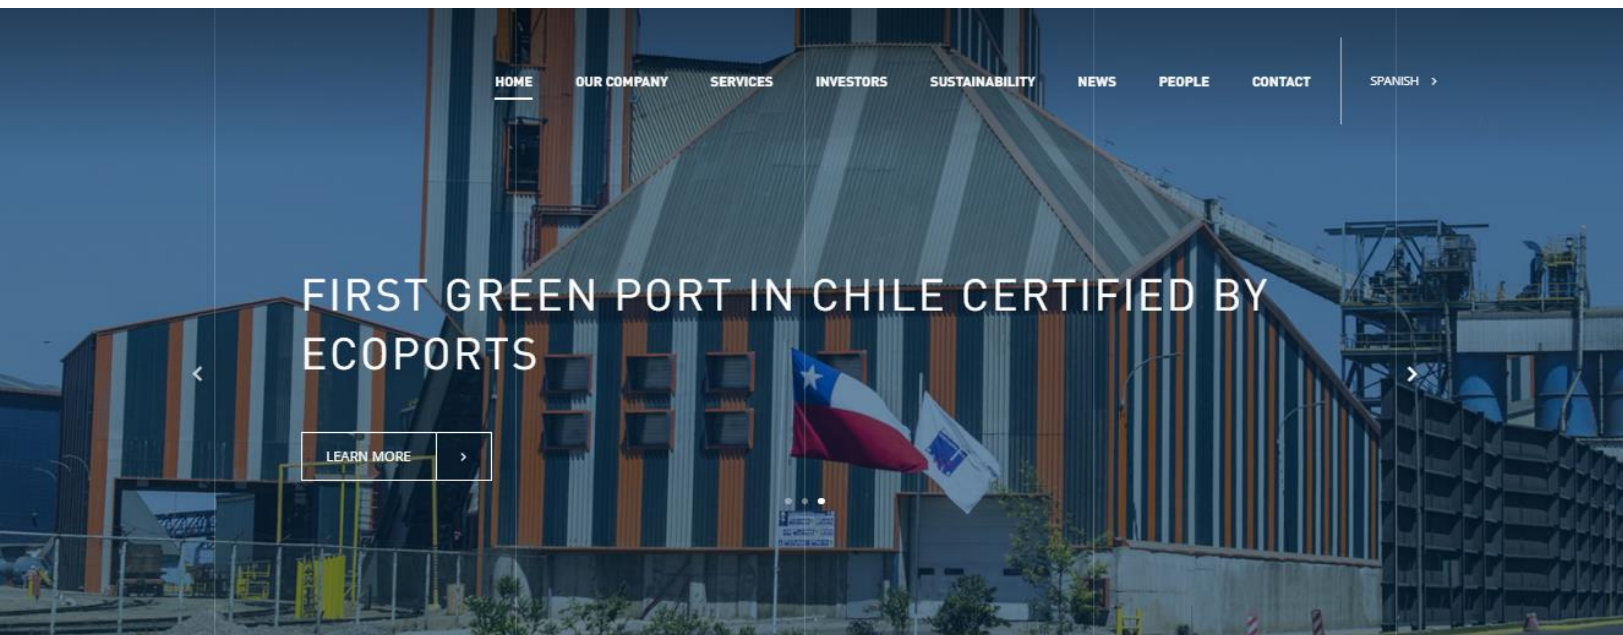 HOME OUR COMPANY SERVICES INVESTORS SUSTAINABILITY NEWS PEOPLE CONTACT SPANISH
FIRST GREEN PORT IN CHILE CERTIFIED BY
ECOPORTS
LEARN MORE